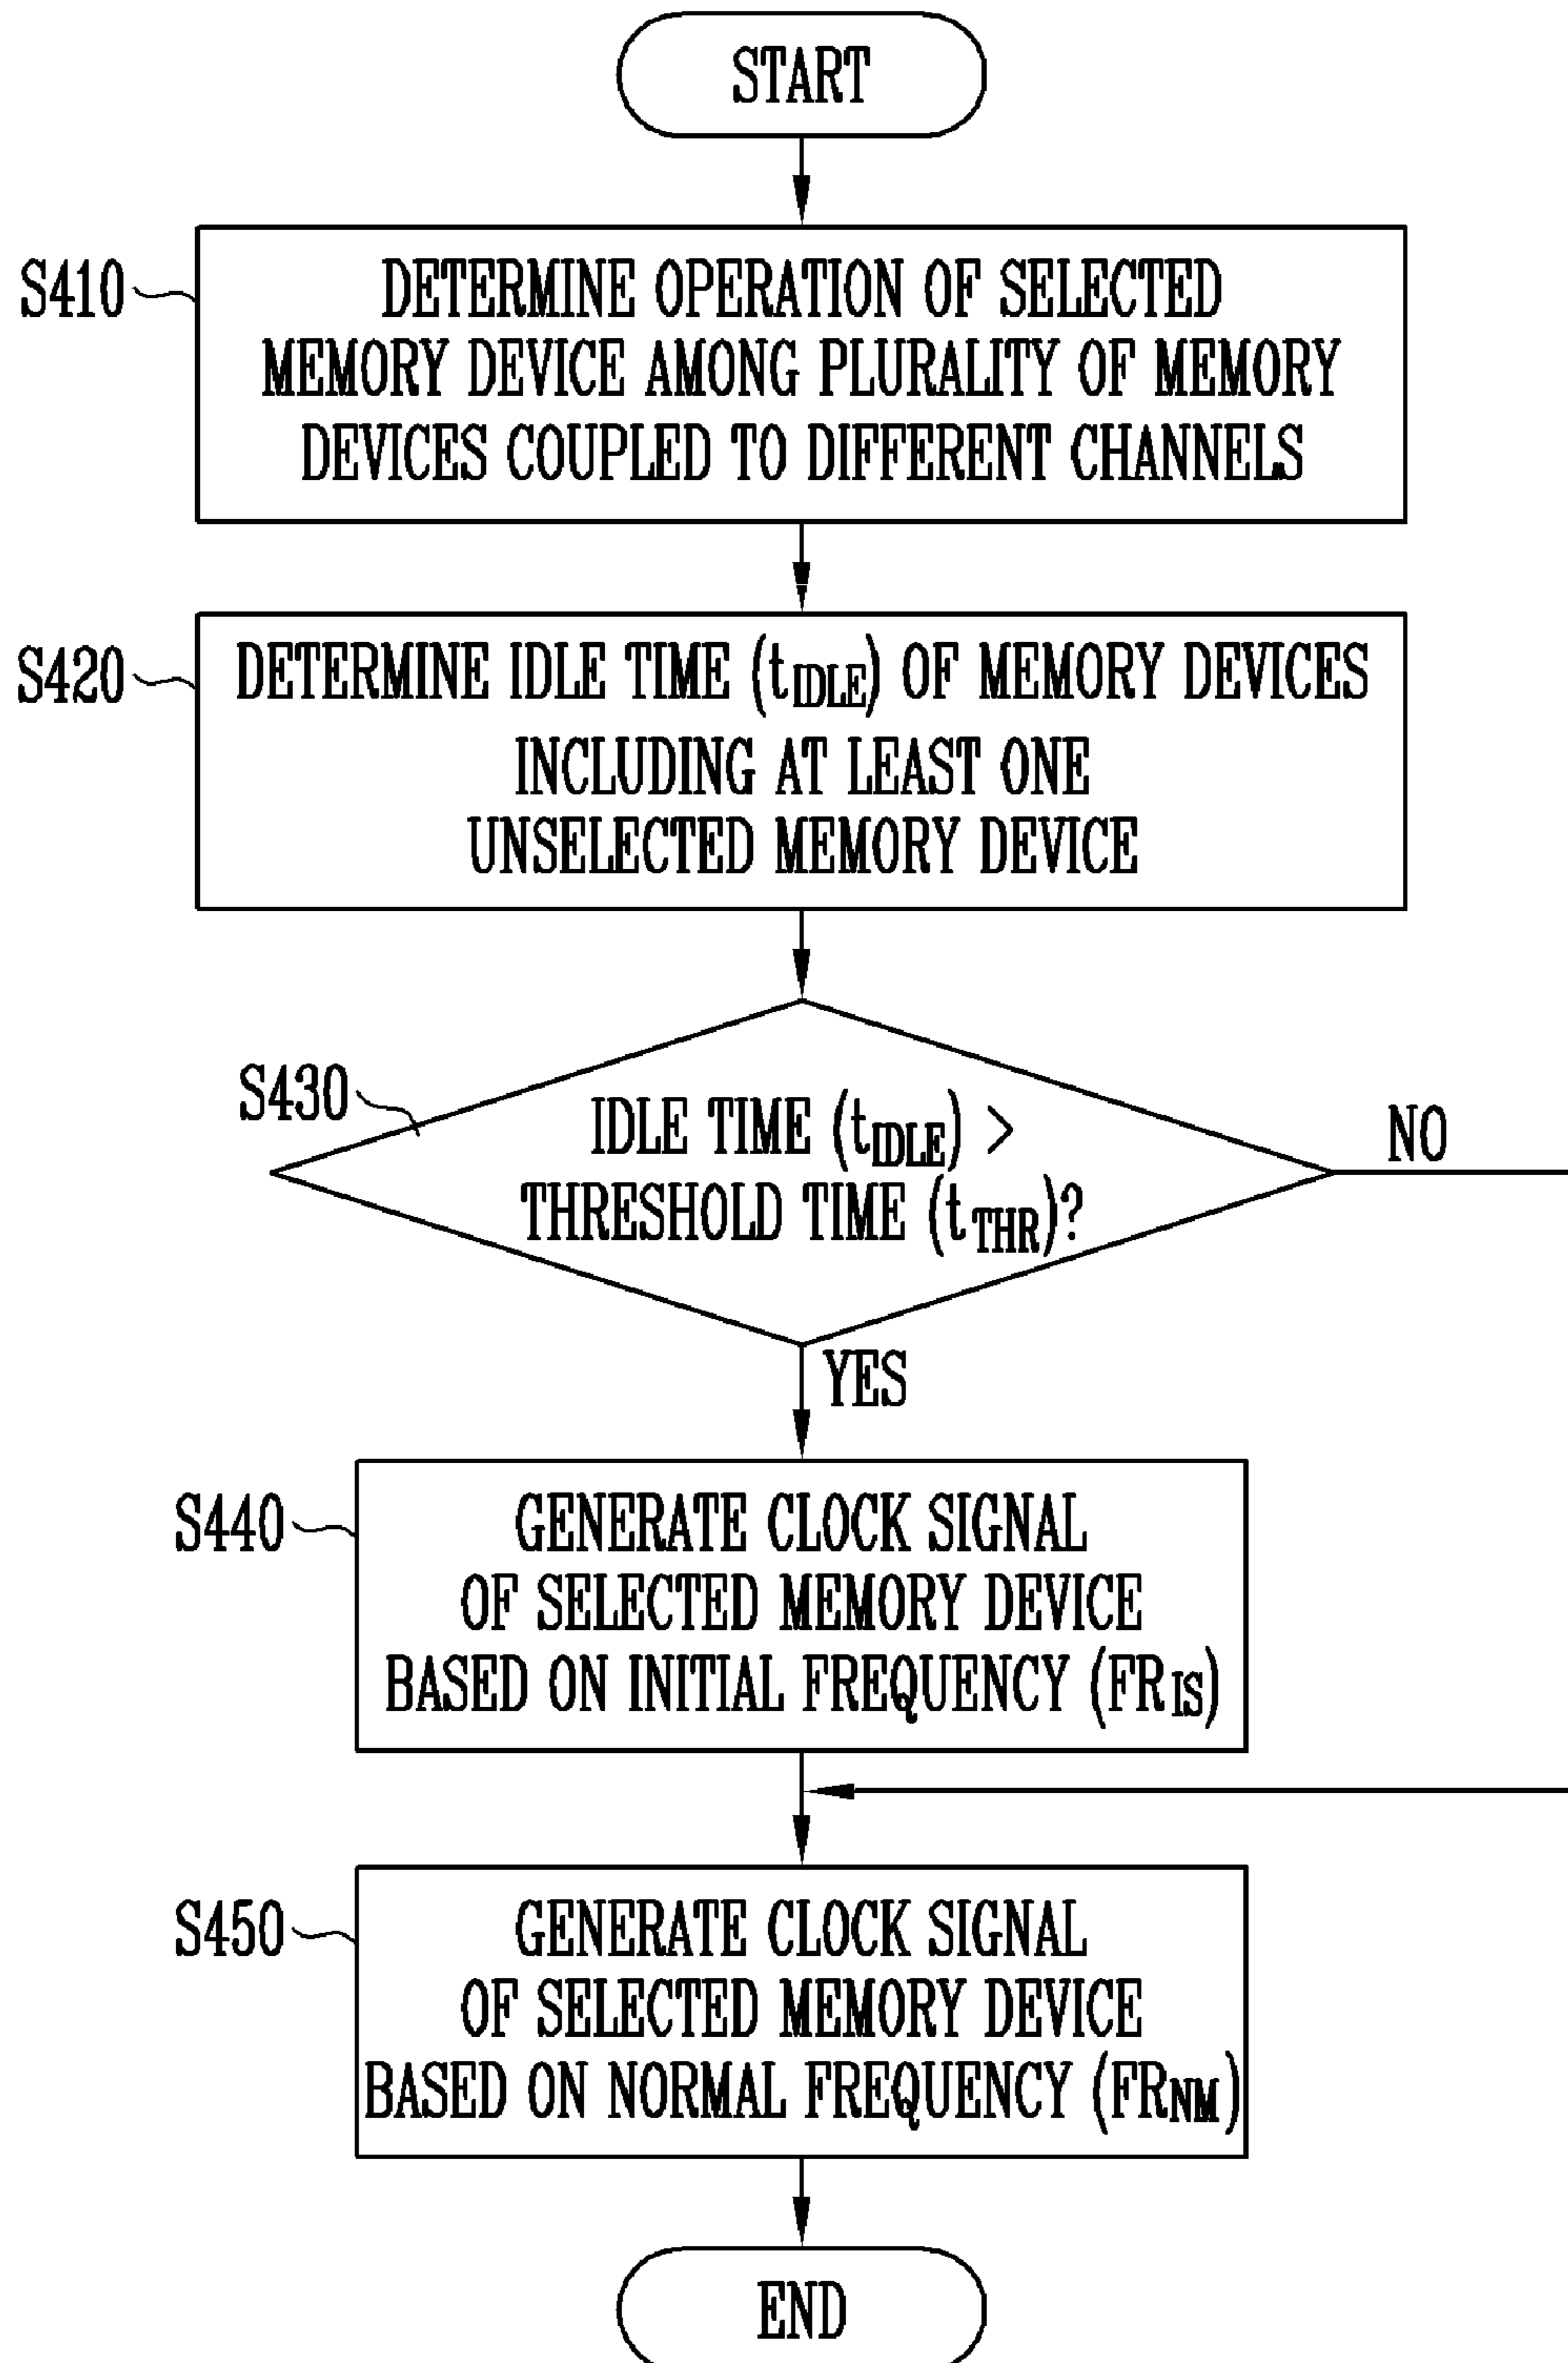 START
S410
DETERMINE OPERATION OF SELECTED
MEMORY DEVICE AMONG PLURALITY OF MEMORY
DEVICES COUPLED TO DIFFERENT CHANNELS
S420
DETERMINE IDLE TIME (tIDLE) OF MEMORY DEVICES
INCLUDING AT LEAST ONE
UNSELECTED MEMORY DEVICE
S430
IDLE TIME (tIDLE) >
THRESHOLD TIME (tTHR)?
NO
YES
S440
GENERATE CLOCK SIGNAL
OF SELECTED MEMORY DEVICE
BASED ON INITIAL FREQUENCY (FRIS)
S450
GENERATE CLOCK SIGNAL
OF SELECTED MEMORY DEVICE
BASED ON NORMAL FREQUENCY (FRNM)
END